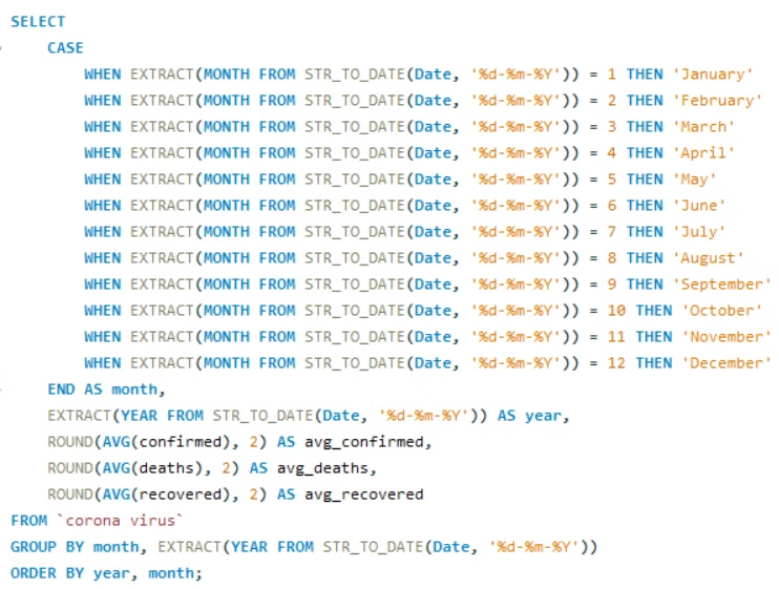 SELECT
CASE
WHEN EXTRACT(MONTH FROM STR_TO_DATE(Date, '%d-%m-%Y')) = 1 THEN 'January'
WHEN EXTRACT(MONTH FROM STR_TO_DATE(Date, '%d-%m-%Y')) = 2 THEN 'February'
WHEN EXTRACT(MONTH FROM STR_TO_DATE(Date, '%d-%m-%Y')) = 3 THEN 'March'
WHEN EXTRACT(MONTH FROM STR_TO_DATE(Date, '%d-%m-%Y')) = 4 THEN 'April'
WHEN EXTRACT(MONTH FROM STR_TO_DATE(Date, '%d-%m-%Y')) = 5 THEN 'May'
WHEN EXTRACT(MONTH FROM STR_TO_DATE(Date, '%d-%m-%Y')) = 6 THEN 'June'
WHEN EXTRACT(MONTH FROM STR_TO_DATE(Date, '%d-%m-%Y')) = 7 THEN 'July'
WHEN EXTRACT(MONTH FROM STR_TO_DATE(Date, '%d-%m-%Y')) = 8 THEN 'August'
WHEN EXTRACT(MONTH FROM STR_TO_DATE(Date, '%d-%m-%Y')) = 9 THEN 'September'
WHEN EXTRACT(MONTH FROM STR_TO_DATE(Date, '%d-%m-%Y')) = 10 THEN 'October'
WHEN EXTRACT(MONTH FROM STR_TO_DATE(Date, '%d-%m-%Y')) = 11 THEN 'November'
WHEN EXTRACT(MONTH FROM STR_TO_DATE(Date, '%d-%m-%Y')) = 12 THEN 'December'
END AS month,
EXTRACT(YEAR FROM STR_TO_DATE(Date, '%d-%m-%Y')) AS year,
ROUND(AVG(confirmed), 2) AS avg_confirmed,
ROUND(AVG(deaths), 2) AS avg_deaths,
ROUND(AVG(recovered), 2) AS avg_recovered
FROM `corona virus`
GROUP BY month, EXTRACT(YEAR FROM STR_TO_DATE(Date, '%d-%m-%Y'))
ORDER BY year, month;